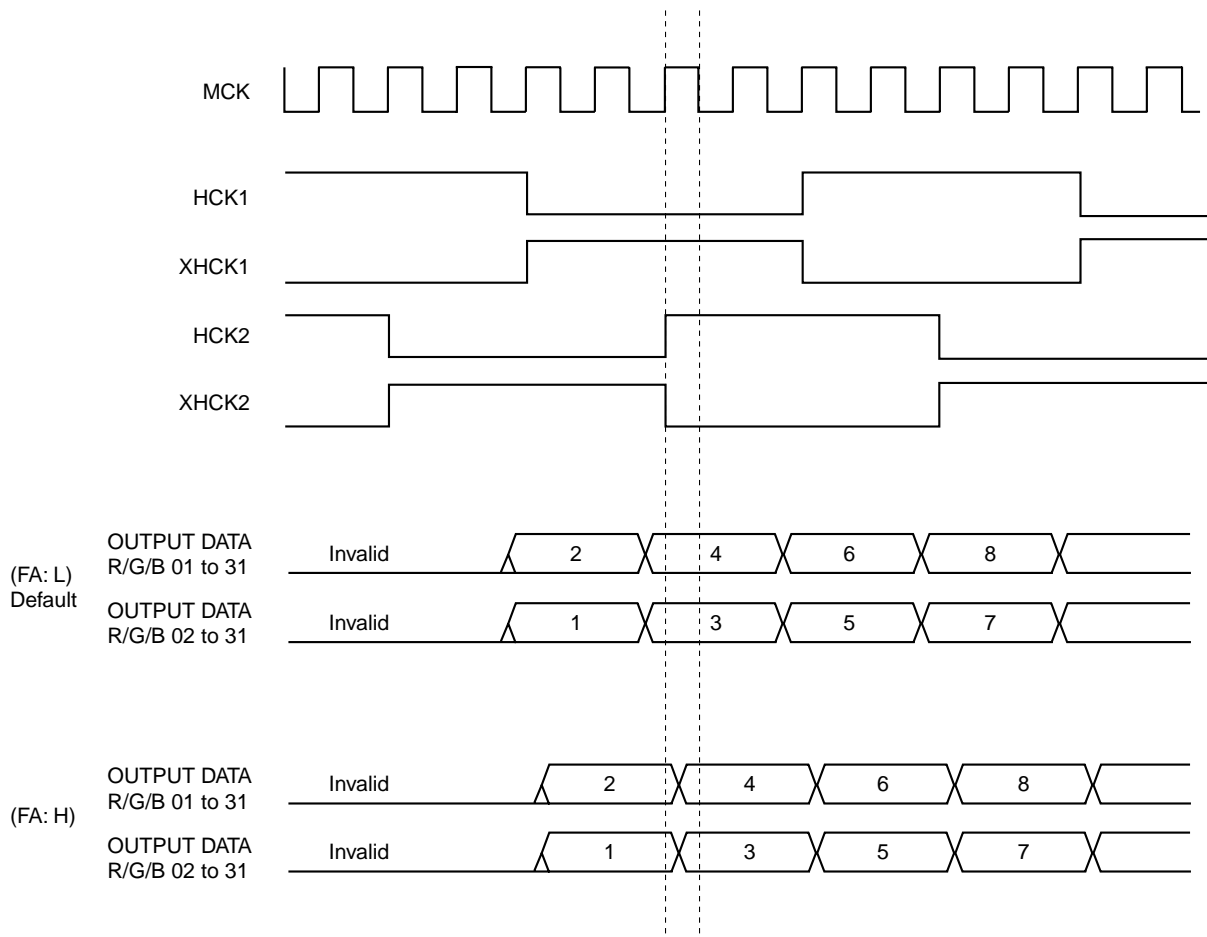 MCK
HCK1
XHCK1
HCK2
XHCK2
(FA: L)
Default
OUTPUT DATA
R/G/B 01 to 31
Invalid
2
4
6
8
OUTPUT DATA
R/G/B 02 to 31
Invalid
1
3
5
7
(FA: H)
OUTPUT DATA
R/G/B 01 to 31
Invalid
2
4
6
8
OUTPUT DATA
R/G/B 02 to 31
Invalid
1
3
5
7